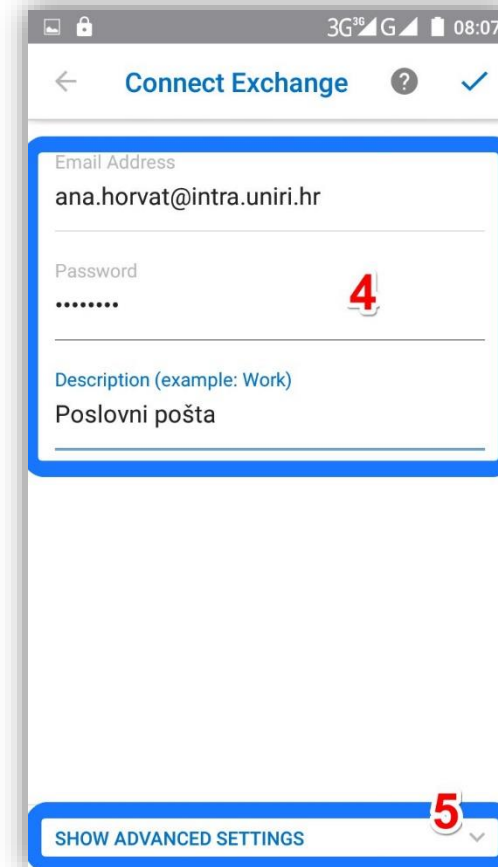 3G 3G G 08:07
Connect Exchange ?
Email Address
ana.horvat@intra.uniri.hr
Password
••••••••
4
Description (example: Work)
Poslovni pošta
5
SHOW ADVANCED SETTINGS